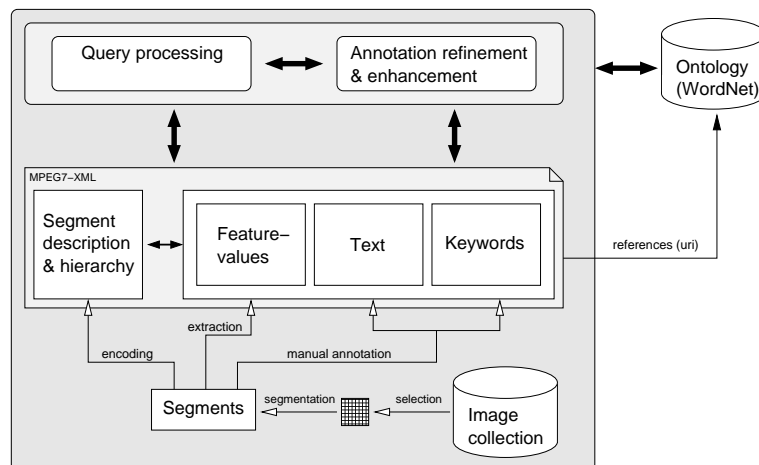 Query processing
Annotation refinement
& enhancement
Ontology
(WordNet)
MPEG7–XML
Segment
description
& hierarchy
Feature–
values
Text
Keywords
references (uri)
extraction
encoding
manual annotation
Segments
segmentation
selection
Image
collection